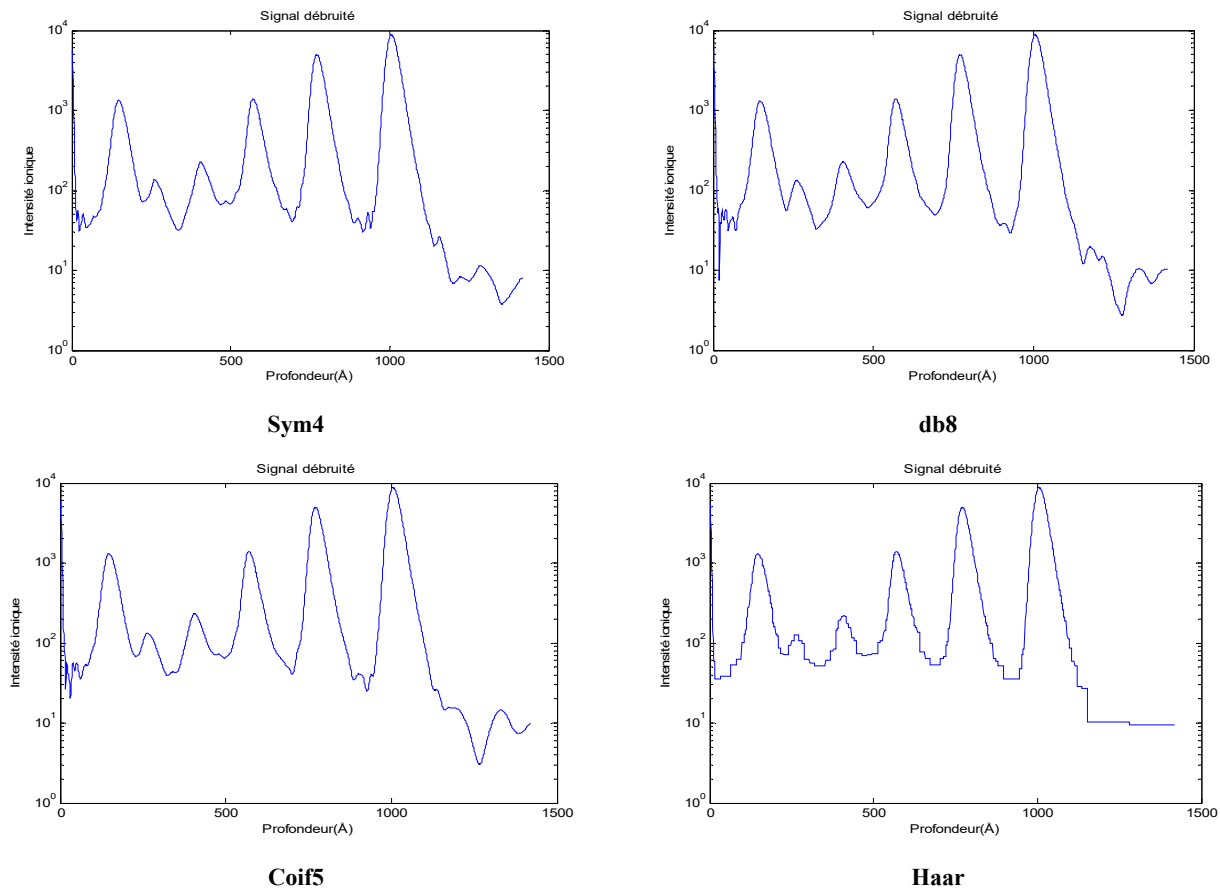 Signal débruité
10^4
10^3
10^2
10^1
10^0
Intensité ionique
0 500 1000 1500
Profondeur(Å)
Sym4
Signal débruité
10^4
10^3
10^2
10^1
10^0
Intensité ionique
0 500 1000 1500
Profondeur(Å)
db8
Signal débruité
10^4
10^3
10^2
10^1
10^0
Intensité ionique
0 500 1000 1500
Profondeur(Å)
Coif5
Signal débruité
10^4
10^3
10^2
10^1
10^0
Intensité ionique
0 500 1000 1500
Profondeur(Å)
Haar